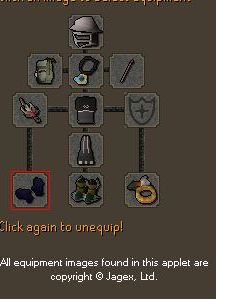 Click again to unequip!
All equipment images found in this applet are
copyright © Jagex, Ltd.